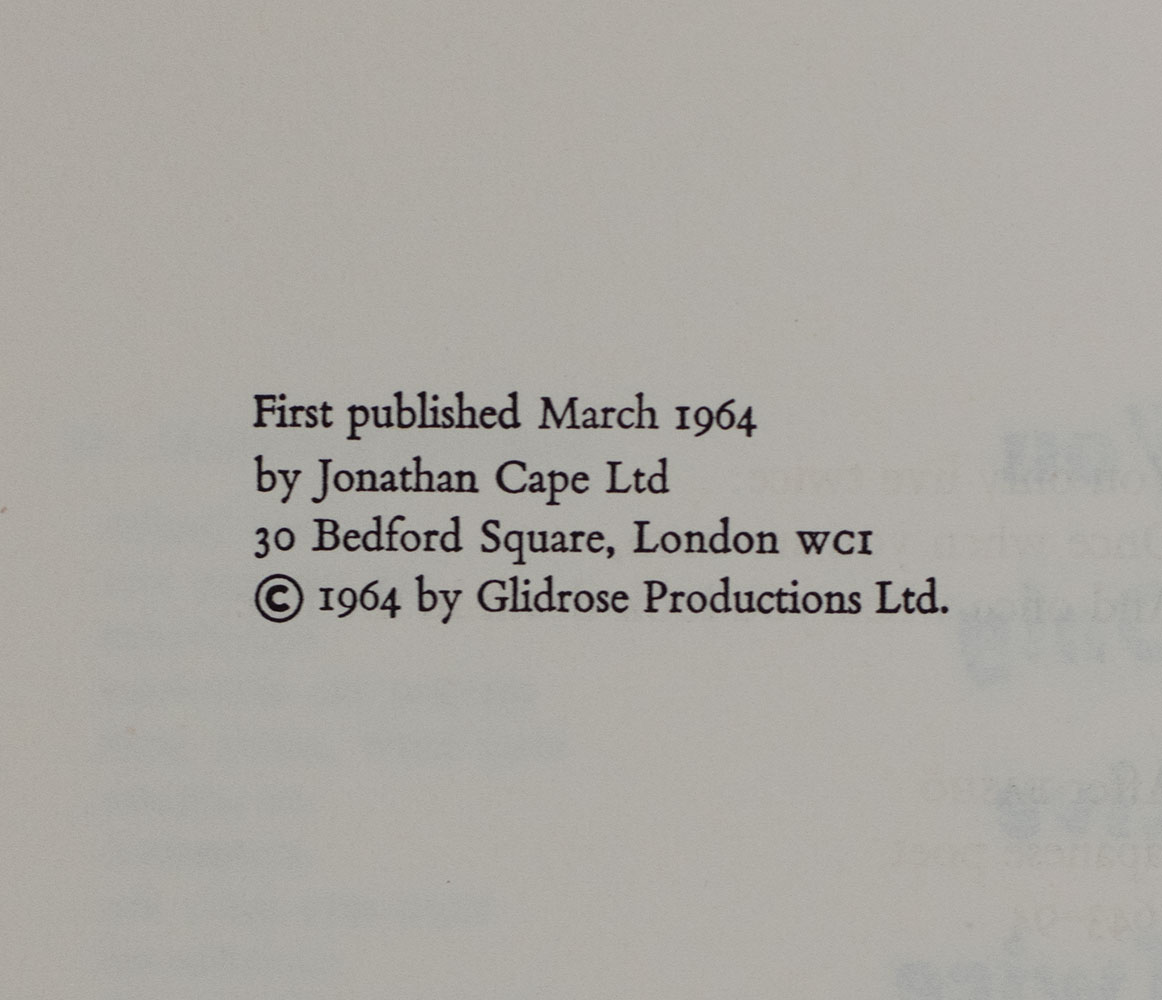 First published March 1964
by Jonathan Cape Ltd
30 Bedford Square, London WC1
© 1964 by Glidrose Productions Ltd.